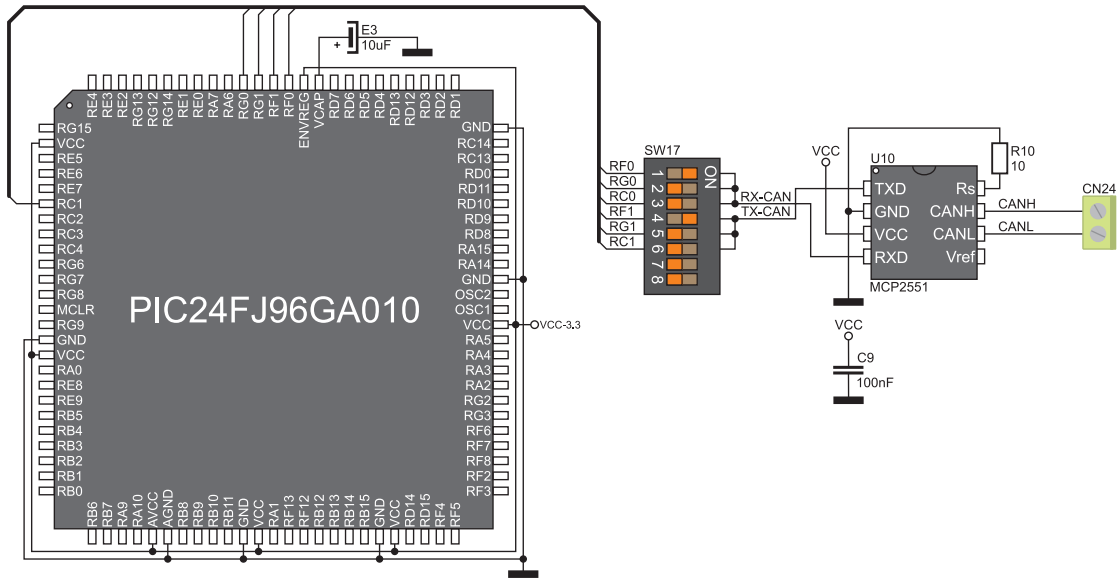 E3
+ 10uF
RE4 RE3 RE2 RG13 RG12 RG14 RE1 RE0 RA7 RA6 RG0 RG1 RF1 RF0 ENVREG VCAP RD7 RD6 RD5 RD4 RD13 RD12 RD3 RD2 RD1
RG15
VCC
RE5
RE6
RE7
RC1
RC2
RC3
RC4
RG6
RG7
RG8
MCLR
RG9
GND
VCC
RA0
RE8
RE9
RB5
RB4
RB3
RB2
RB1
RB0
PIC24FJ96GA010
GND
RC14
RC13
RD0
RD11
RD10
RD9
RD8
RA15
RA14
GND
OSC2
OSC1
VCC
RA5
RA4
RA3
RA2
RG2
RG3
RF6
RF7
RF8
RF2
RF3
VCC-3.3
RB6 RB7 RA9 RA10 AVCC AGND RB8 RB9 RB10 RB11 GND VCC RA1 RF13 RF12 RB12 RB13 RB14 RB15 GND VCC RD14 RD15 RF4 RF5
SW17
RF0
RG0
RC0
RF1
RG1
RC1
1
2
3
4
5
6
7
8
ON
RX-CAN
TX-CAN
VCC
U10
TXD
GND
VCC
RXD
Rs
CANH
CANL
Vref
MCP2551
R10
10
CANH
CANL
CN24
VCC
C9
100nF